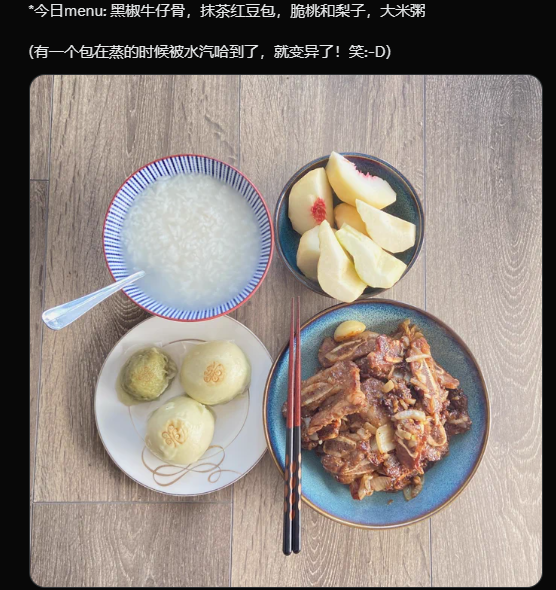 *今日menu: 黑椒牛仔骨，抹茶红豆包，脆桃和梨子，大米粥
(有一个包在蒸的时候被水汽哈到了，就变异了！笑:-D)